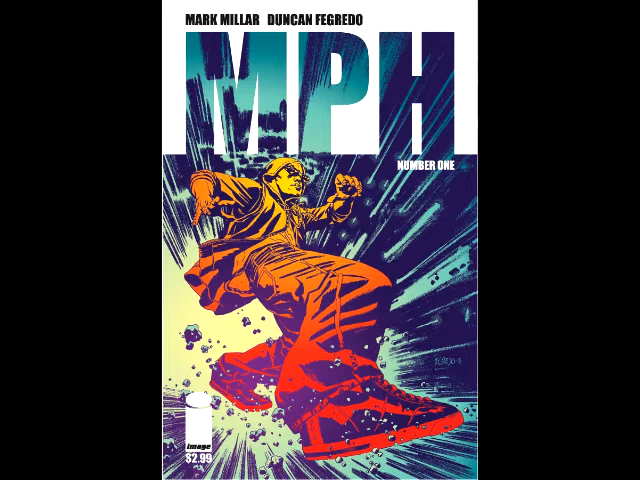 MARK MILLAR DUNCAN FEGREDO
MPH
NUMBER ONE
image
$2.99